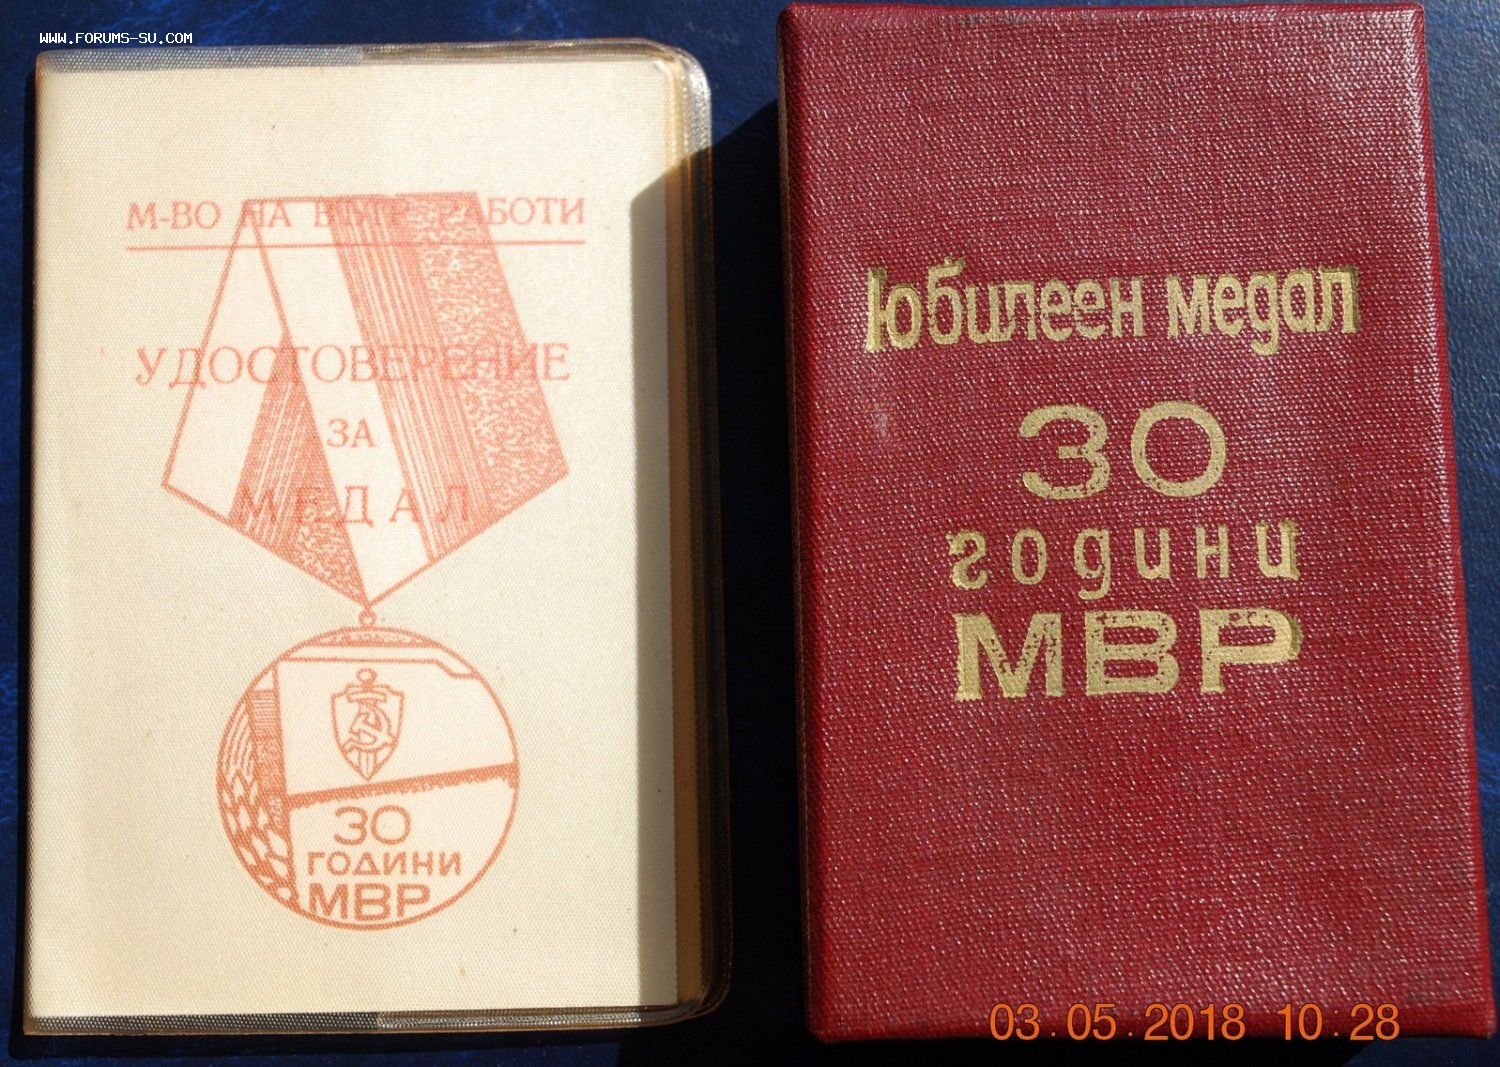 WWW.FORUMS-SU.COM
М-ВО НА ВЪТР. РАБОТИ
УДОСТОВЕРЕНИЕ
ЗА
МЕДАЛ
30
ГОДИНИ
МВР
Юбилеен медал
30
години
МВР
03.05.2018 10:28